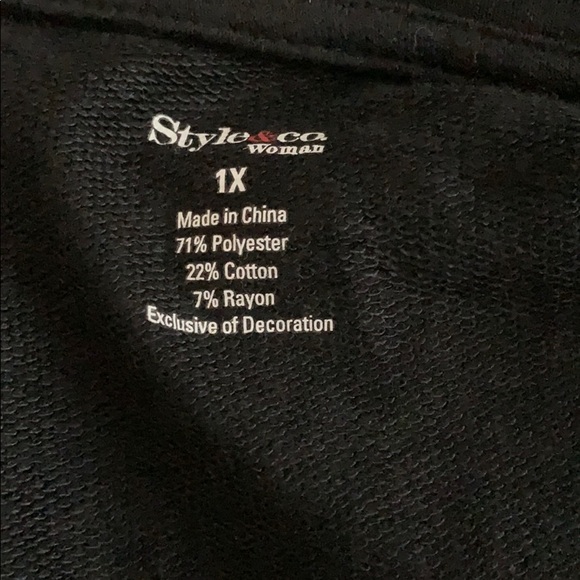 Style&co
Woman
1X
Made in China
71% Polyester
22% Cotton
7% Rayon
Exclusive of Decoration